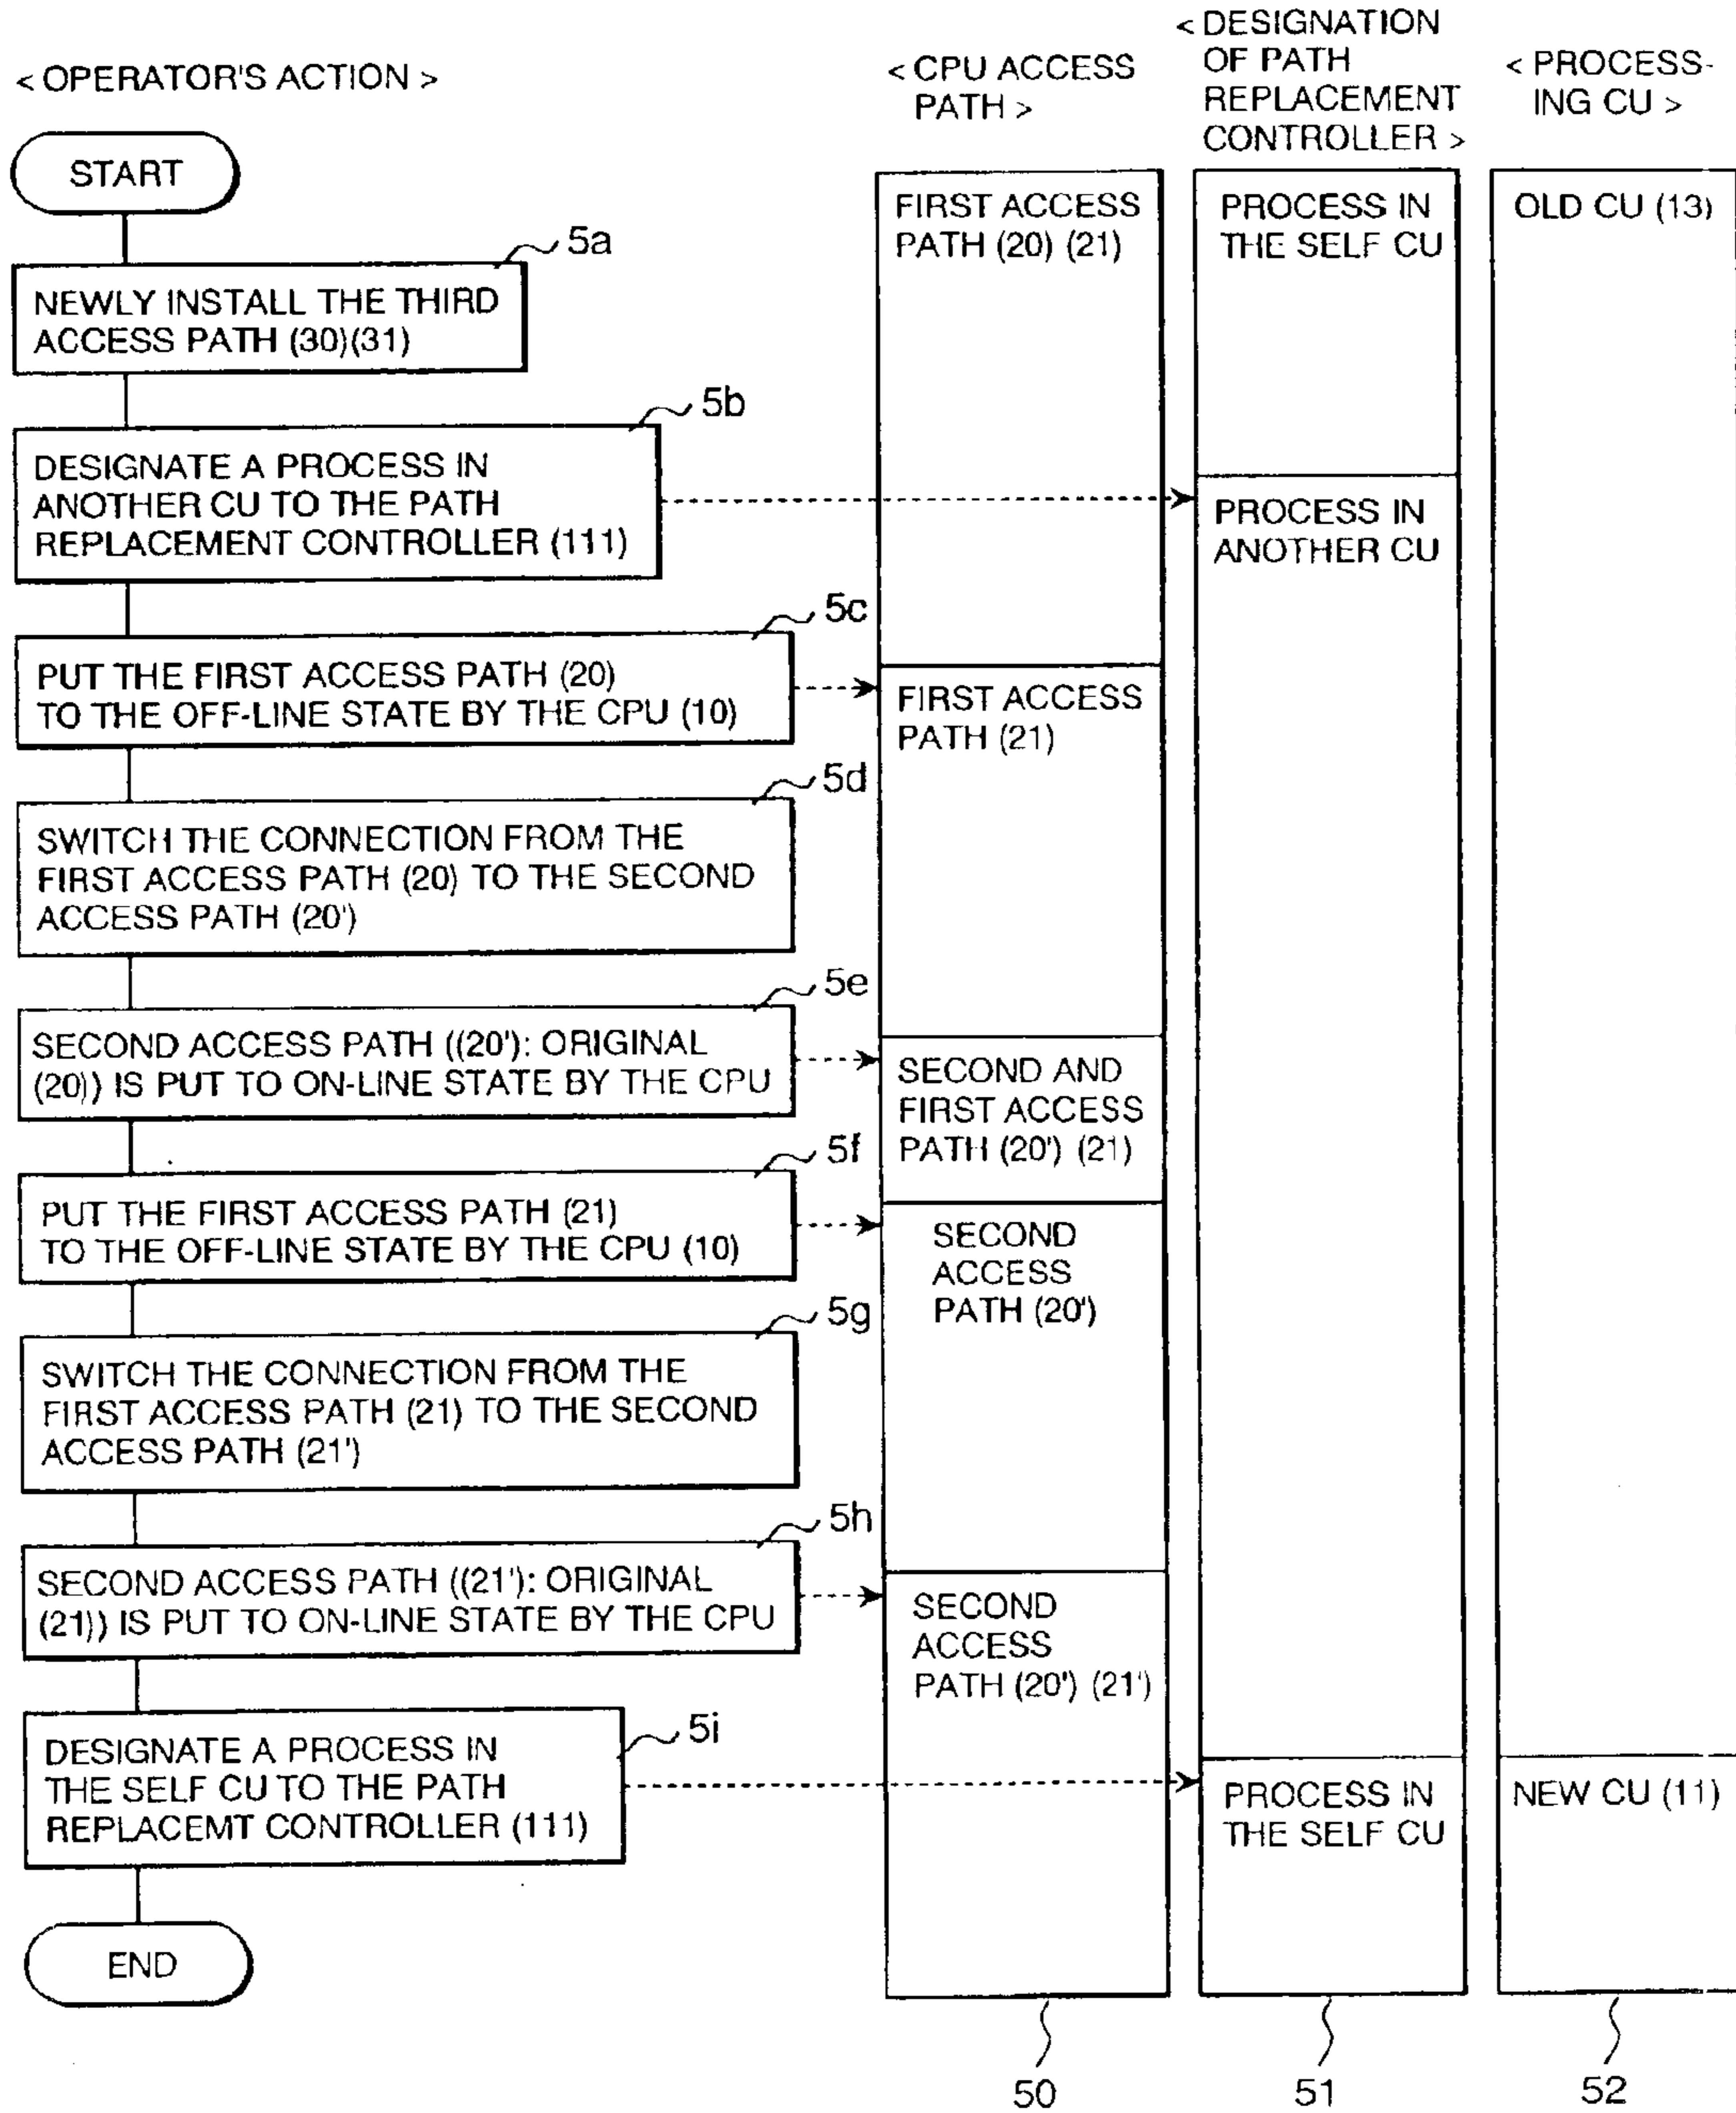 < OPERATOR'S ACTION >
< CPU ACCESS
PATH >
< DESIGNATION
OF PATH
REPLACEMENT
CONTROLLER >
< PROCESS-
ING CU >
START
5a
NEWLY INSTALL THE THIRD
ACCESS PATH (30)(31)
5b
DESIGNATE A PROCESS IN
ANOTHER CU TO THE PATH
REPLACEMENT CONTROLLER (111)
5c
PUT THE FIRST ACCESS PATH (20)
TO THE OFF-LINE STATE BY THE CPU (10)
5d
SWITCH THE CONNECTION FROM THE
FIRST ACCESS PATH (20) TO THE SECOND
ACCESS PATH (20')
5e
SECOND ACCESS PATH ((20'): ORIGINAL
(20)) IS PUT TO ON-LINE STATE BY THE CPU
5f
PUT THE FIRST ACCESS PATH (21)
TO THE OFF-LINE STATE BY THE CPU (10)
5g
SWITCH THE CONNECTION FROM THE
FIRST ACCESS PATH (21) TO THE SECOND
ACCESS PATH (21')
5h
SECOND ACCESS PATH ((21'): ORIGINAL
(21)) IS PUT TO ON-LINE STATE BY THE CPU
5i
DESIGNATE A PROCESS IN
THE SELF CU TO THE PATH
REPLACEMT CONTROLLER (111)
END
FIRST ACCESS
PATH (20) (21)
FIRST ACCESS
PATH (21)
SECOND AND
FIRST ACCESS
PATH (20') (21)
SECOND
ACCESS
PATH (20')
SECOND
ACCESS
PATH (20') (21')
50
PROCESS IN
THE SELF CU
PROCESS IN
ANOTHER CU
PROCESS IN
THE SELF CU
51
OLD CU (13)
NEW CU (11)
52